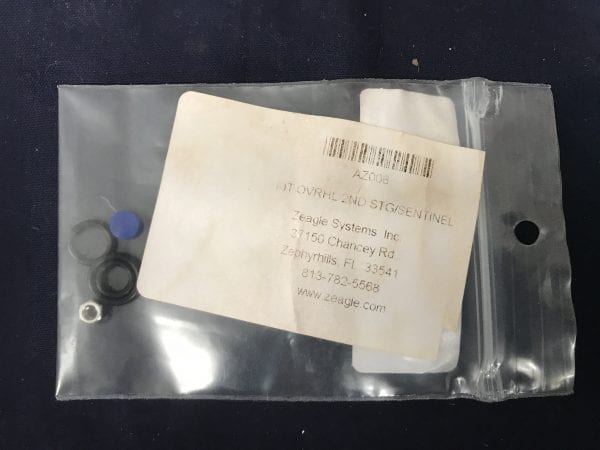 AZ006
KIT OVRHL 2ND STG/SENTINEL
Zeagle Systems Inc.
37150 Chancey Rd
Zephyrhills, FL 33541
813-782-5568
www.zeagle.com